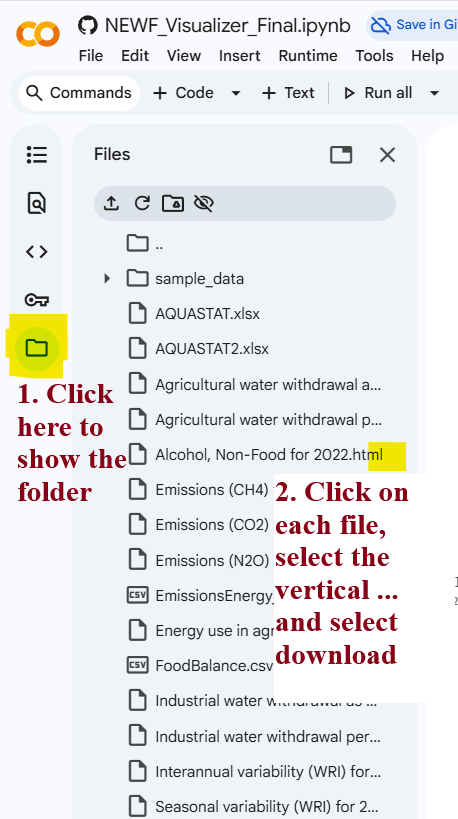 NEWF_Visualizer_Final.ipynb
Save in Gi
File Edit View Insert Runtime Tools Help
Commands + Code + Text Run all
Files
..
sample_data
AQUASTAT.xlsx
AQUASTAT2.xlsx
Agricultural water withdrawal a...
Agricultural water withdrawal p...
Alcohol, Non-Food for 2022.html
Emissions (CH4)
Emissions (CO2)
Emissions (N2O)
CSV EmissionsEnergy_
Energy use in agr
CSV FoodBalance.csv
Industrial water withdrawal as ...
Industrial water withdrawal per...
Interannual variability (WRI) for...
Seasonal variability (WRI) for 2...
1. Click
here to
show the
folder
2. Click on
each file,
select the
vertical ...
and select
download